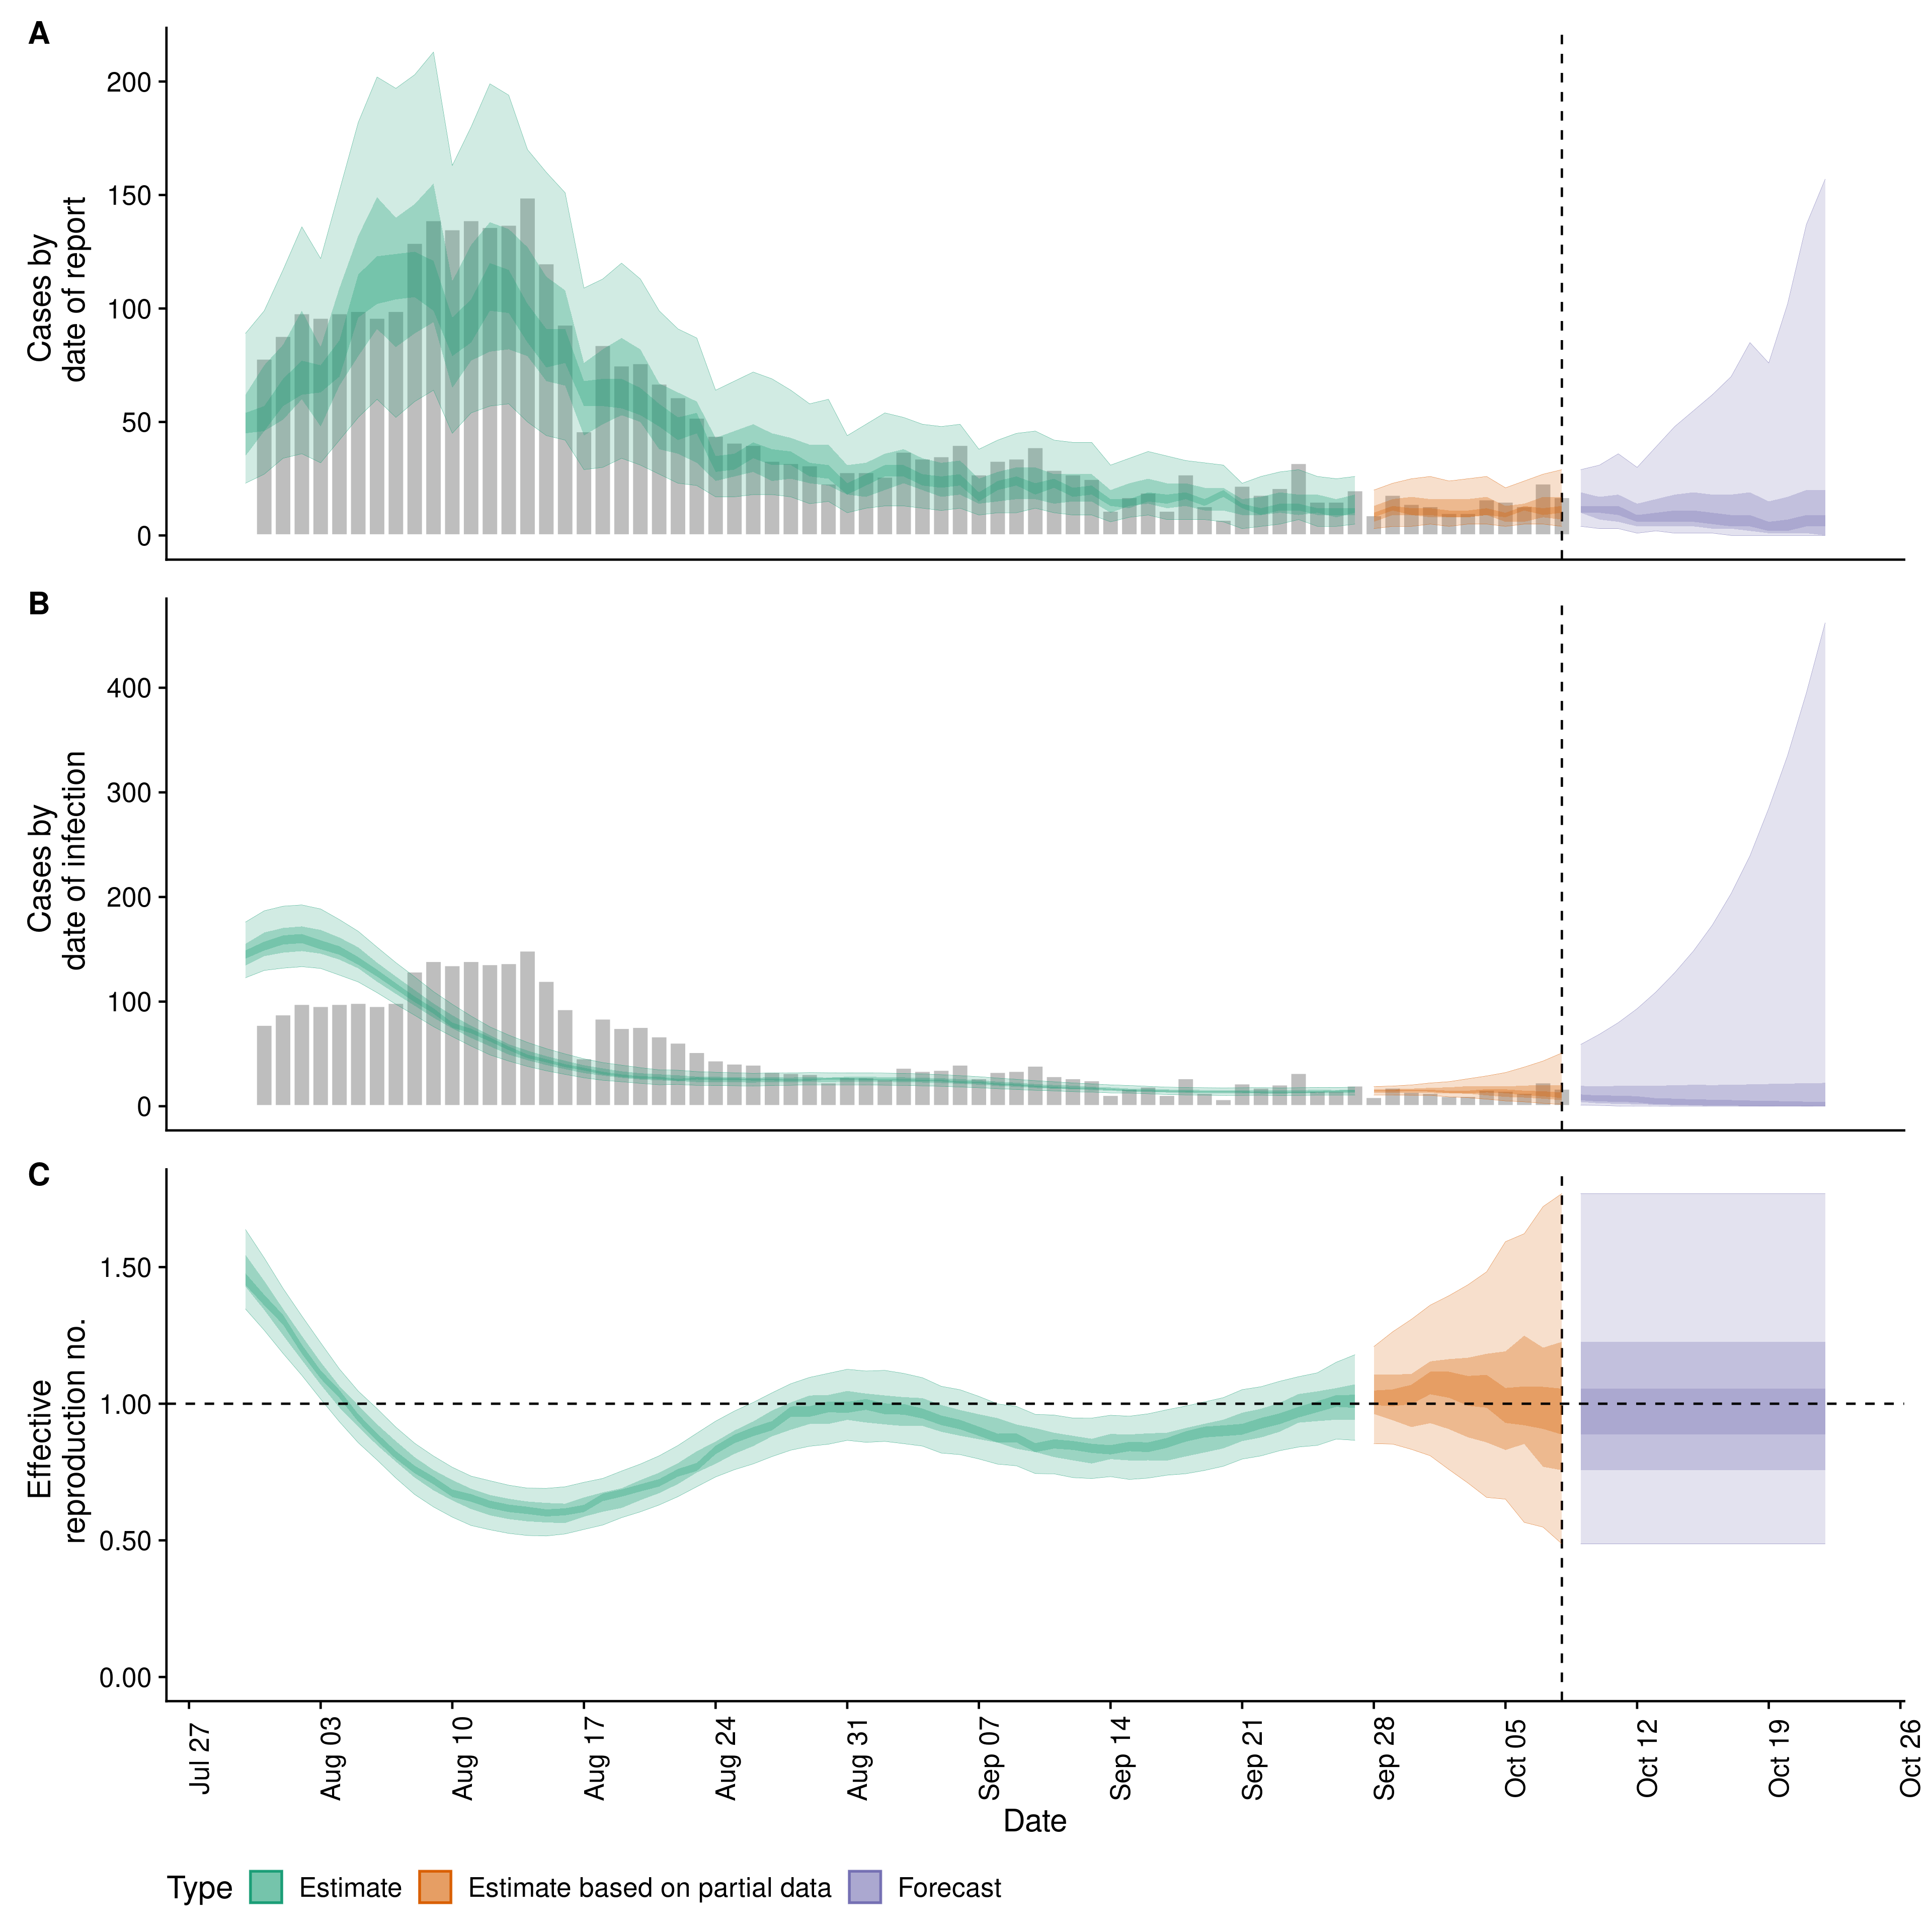 A
Cases by
date of report
200
150
100
50
0
B
Cases by
date of infection
400
300
200
100
0
C
Effective
reproduction no.
1.50
1.00
0.50
0.00
Jul 27
Aug 03
Aug 10
Aug 17
Aug 24
Aug 31
Sep 07
Sep 14
Sep 21
Sep 28
Oct 05
Oct 12
Oct 19
Oct 26
Date
Type Estimate Estimate based on partial data Forecast